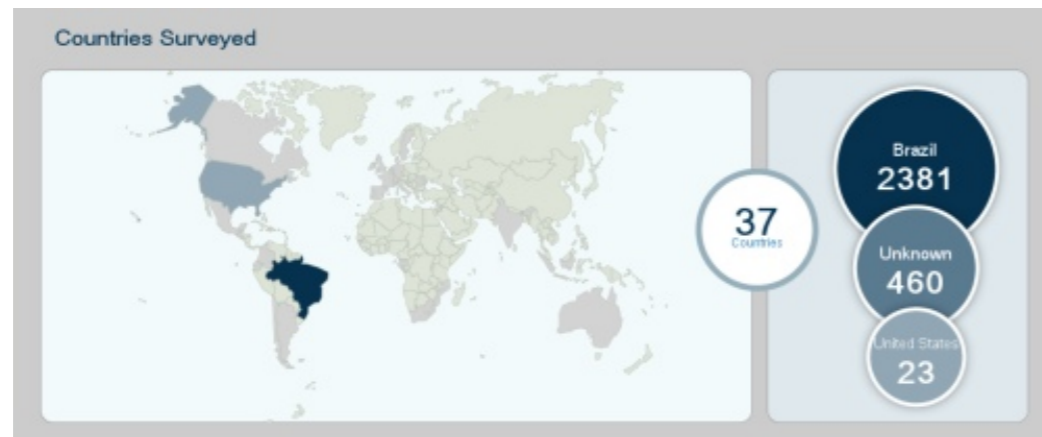 Countries Surveyed
37
Countries
Brazil
2381
Unknown
460
United States
23